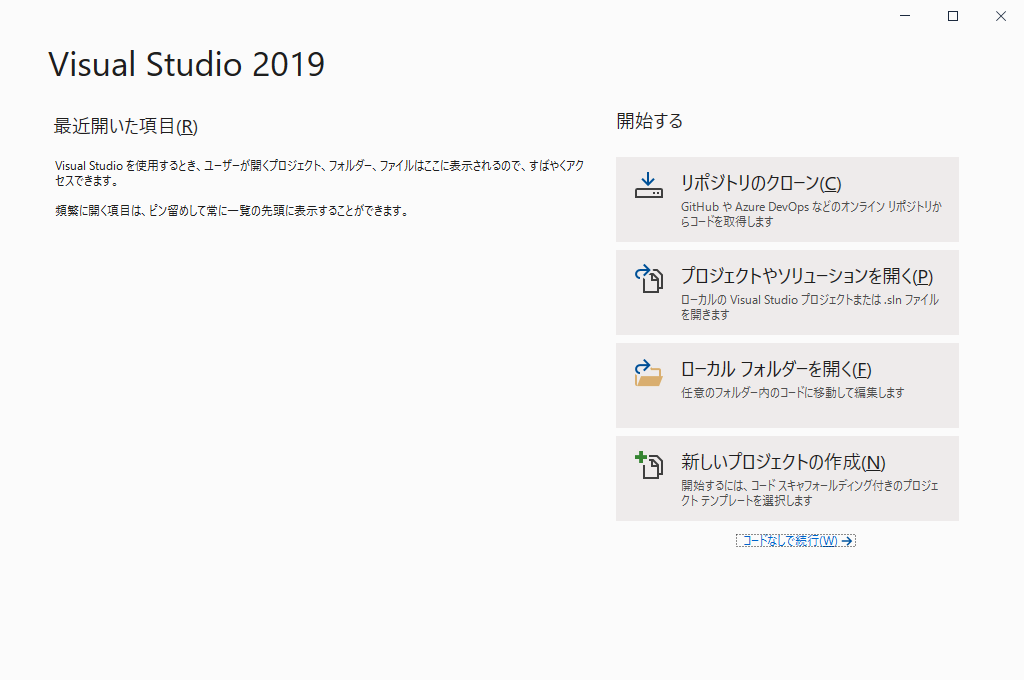 Visual Studio 2019
最近開いた項目(R)
Visual Studio を使用するとき、ユーザーが開くプロジェクト、フォルダー、ファイルはここに表示されるので、すばやくアク
セスできます。
頻繁に開く項目は、ピン留めして常に一覧の先頭に表示することができます。
開始する
リポジトリのクローン(C)
GitHub や Azure DevOps などのオンライン リポジトリか
らコードを取得します
プロジェクトやソリューションを開く(P)
ローカルの Visual Studio プロジェクトまたは .sln ファイル
を開きます
ローカル フォルダーを開く(F)
任意のフォルダー内のコードに移動して編集します
新しいプロジェクトの作成(N)
開始するには、コード スキャフォールディング付きのプロジェ
クト テンプレートを選択します
コードなしで続行(W) →